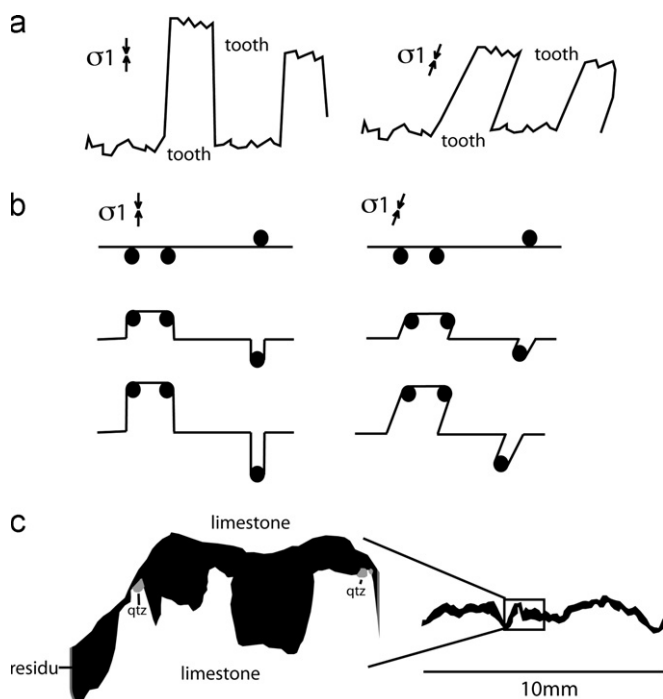 a
σ1
tooth
tooth
σ1
tooth
tooth
b
σ1
σ1
c
limestone
qtz
qtz
residu
limestone
10mm